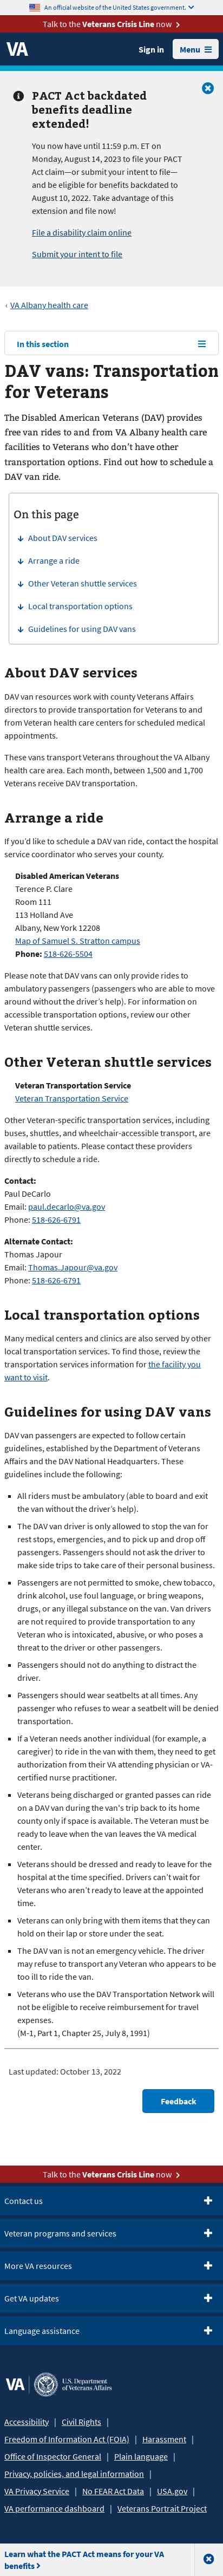 An official website of the United States government.
Talk to the Veterans Crisis Line now
VA
Sign in
Menu
PACT Act backdated
benefits deadline
extended!
You now have until 11:59 p.m. ET on
Monday, August 14, 2023 to file your PACT
Act—or submit your intent to file—
and be eligible for benefits backdated to
August 10, 2022. Take advantage of this
extension and file now!
File a disability claim online
Submit your intent to file
‹ VA Albany health care
In this section
DAV vans: Transportation
for Veterans
The Disabled American Veterans (DAV) provides
free van rides to and from VA Albany health care
facilities to Veterans who don't have other
transportation options. Find out how to schedule a
DAV van ride.
On this page
About DAV services
Arrange a ride
Other Veteran shuttle services
Local transportation options
Guidelines for using DAV vans
About DAV services
DAV van resources work with county Veterans Affairs
directors to provide transportation for Veterans to and
from Veteran health care centers for scheduled medical
appointments.
These vans transport Veterans throughout the VA Albany
health care area. Each month, between 1,500 and 1,700
Veterans receive DAV transportation.
Arrange a ride
If you'd like to schedule a DAV van ride, contact the hospital
service coordinator who serves your county.
Disabled American Veterans
Terence P. Clare
Room 111
113 Holland Ave
Albany, New York 12208
Map of Samuel S. Stratton campus
Phone: 518-626-5504
Please note that DAV vans can only provide rides to
ambulatory passengers (passengers who are able to move
around without the driver's help). For information on
accessible transportation options, review our other
Veteran shuttle services.
Other Veteran shuttle services
Veteran Transportation Service
Veteran Transportation Service
Other Veteran-specific transportation services, including
buses, shuttles, and wheelchair-accessible transport, are
available to patients. Please contact these providers
directly to schedule a ride.
Contact:
Paul DeCarlo
Email: paul.decarlo@va.gov
Phone: 518-626-6791
Alternate Contact:
Thomas Japour
Email: Thomas.Japour@va.gov
Phone: 518-626-6791
Local transportation options
Many medical centers and clinics are also served by other
local transportation services. To find those, review the
transportation services information for the facility you
want to visit.
Guidelines for using DAV vans
DAV van passengers are expected to follow certain
guidelines, established by the Department of Veterans
Affairs and the DAV National Headquarters. These
guidelines include the following:
All riders must be ambulatory (able to board and exit
the van without the driver's help).
The DAV van driver is only allowed to stop the van for
rest stops, emergencies, and to pick up and drop off
passengers. Passengers should not ask the driver to
make side trips to take care of their personal business.
Passengers are not permitted to smoke, chew tobacco,
drink alcohol, use foul language, or bring weapons,
drugs, or any illegal substance on the van. Van drivers
are not required to transport anyone who is disruptive,
verbally abusive, or intoxicated, or who poses a
threat to the driver or other passengers.
Passengers should not do anything to distract the
driver.
Passengers should wear seatbelts at all times. Any
passenger who refuses to wear a seatbelt will be denied
transportation.
If a Veteran needs another individual (for example, a
caregiver) to ride in the van with them, they need to get
authorization from their VA attending physician or VA-
certified nurse practitioner.
Veterans being discharged or granted passes can ride
on a DAV van during the van's trip back to its home
county only if space is available. The Veteran must be
ready to leave when the van leaves the VA medical
center.
Veterans should be dressed and ready to leave for the
hospital at the specified times. Drivers can't wait for
Veterans who aren't ready to leave at the appointed
time.
Veterans can only bring with them items that they can
hold on their lap or store under the seat.
The DAV van is not an emergency vehicle. The driver
may refuse to transport any Veteran who appears to be
too ill to ride the van.
Veterans who use the DAV Transportation Network will
not be eligible to receive reimbursement for travel
expenses.
(M-1, Part 1, Chapter 25, July 8, 1991)
Last updated: October 13, 2022
Feedback
Talk to the Veterans Crisis Line now
Contact us
Veteran programs and services
More VA resources
Get VA updates
Language assistance
VA U.S. Department
of Veterans Affairs
Accessibility | Civil Rights |
Freedom of Information Act (FOIA) | Harassment |
Office of Inspector General | Plain language |
Privacy, policies, and legal information |
VA Privacy Service | No FEAR Act Data | USA.gov |
VA performance dashboard | Veterans Portrait Project
Learn what the PACT Act means for your VA
benefits